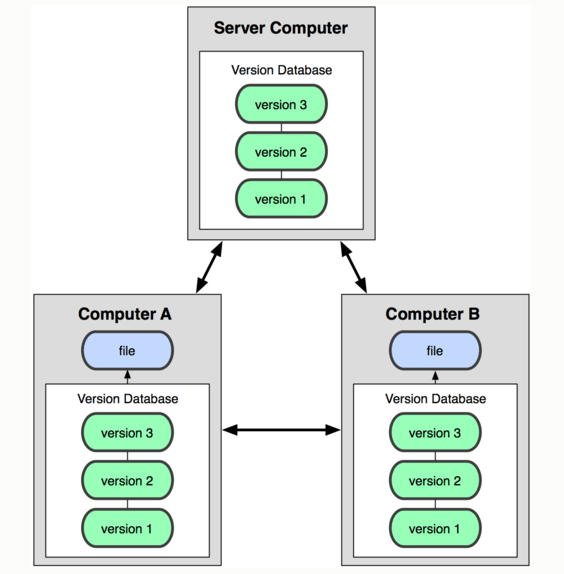 Server Computer
Version Database
version 3
version 2
version 1
Computer A
file
Version Database
version 3
version 2
version 1
Computer B
file
Version Database
version 3
version 2
version 1